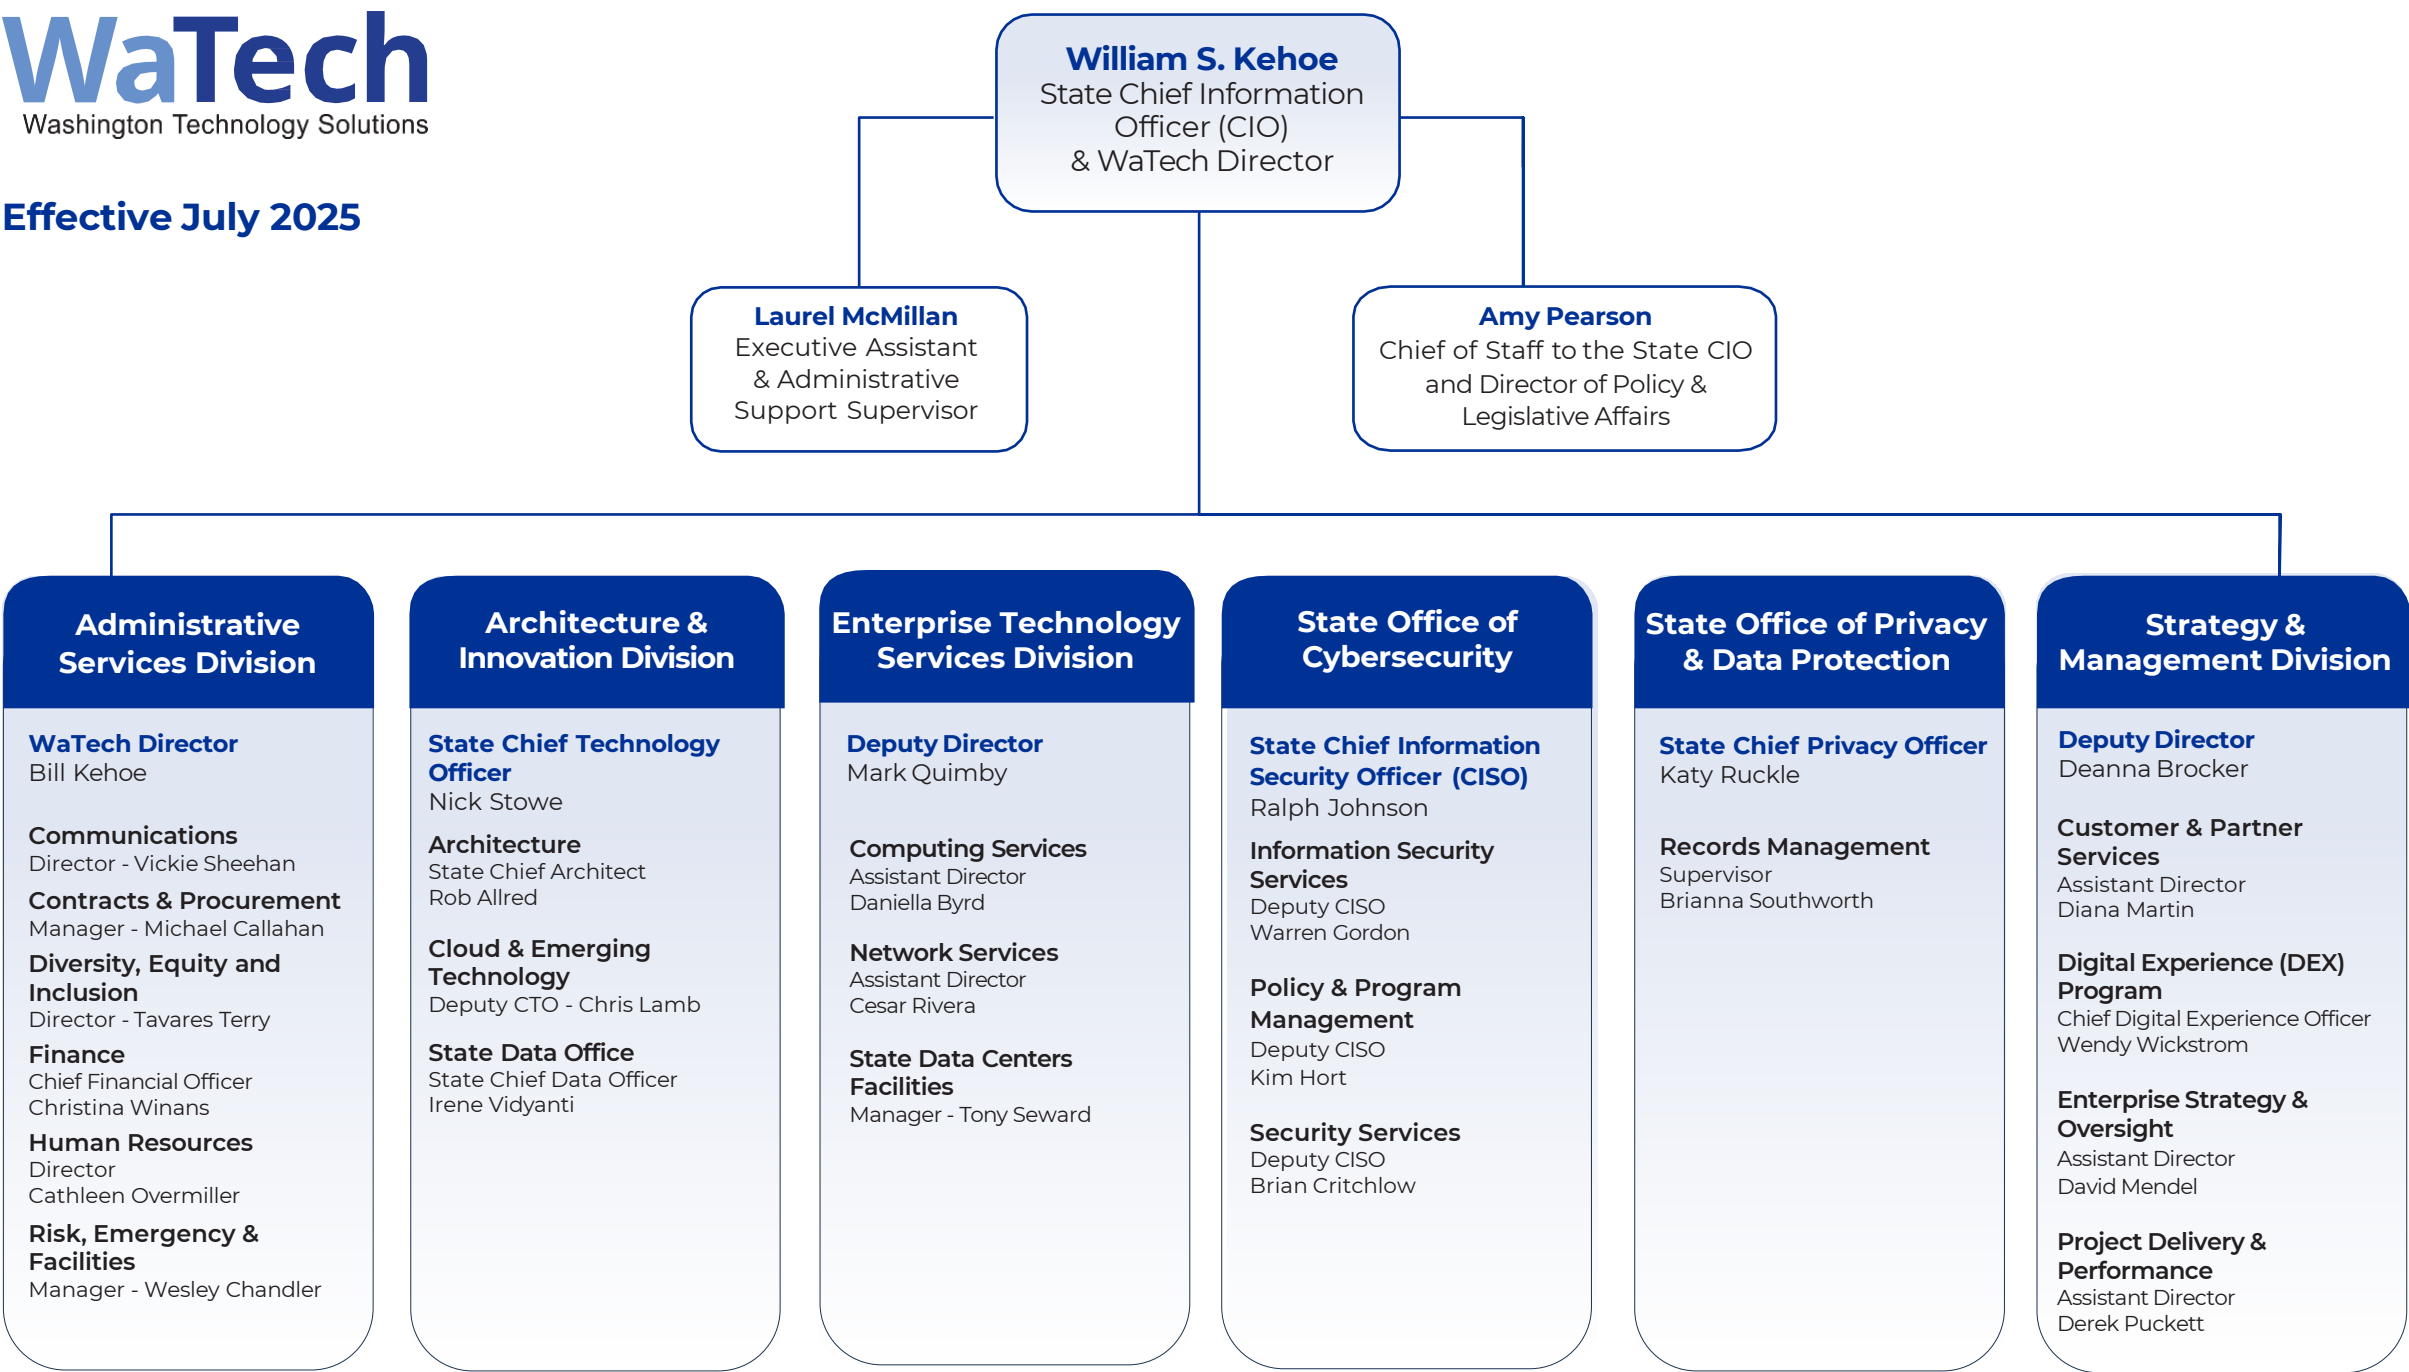 WaTech
Washington Technology Solutions
Effective July 2025
William S. Kehoe
State Chief Information
Officer (CIO)
& WaTech Director
Laurel McMillan
Executive Assistant
& Administrative
Support Supervisor
Amy Pearson
Chief of Staff to the State CIO
and Director of Policy &
Legislative Affairs
Administrative
Services Division
WaTech Director
Bill Kehoe
Communications
Director - Vickie Sheehan
Contracts & Procurement
Manager - Michael Callahan
Diversity, Equity and
Inclusion
Director - Tavares Terry
Finance
Chief Financial Officer
Christina Winans
Human Resources
Director
Cathleen Overmiller
Risk, Emergency &
Facilities
Manager - Wesley Chandler
Architecture &
Innovation Division
State Chief Technology
Officer
Nick Stowe
Architecture
State Chief Architect
Rob Allred
Cloud & Emerging
Technology
Deputy CTO - Chris Lamb
State Data Office
State Chief Data Officer
Irene Vidyanti
Enterprise Technology
Services Division
Deputy Director
Mark Quimby
Computing Services
Assistant Director
Daniella Byrd
Network Services
Assistant Director
Cesar Rivera
State Data Centers
Facilities
Manager - Tony Seward
State Office of
Cybersecurity
State Chief Information
Security Officer (CISO)
Ralph Johnson
Information Security
Services
Deputy CISO
Warren Gordon
Policy & Program
Management
Deputy CISO
Kim Hort
Security Services
Deputy CISO
Brian Critchlow
State Office of Privacy
& Data Protection
State Chief Privacy Officer
Katy Ruckle
Records Management
Supervisor
Brianna Southworth
Strategy &
Management Division
Deputy Director
Deanna Brocker
Customer & Partner
Services
Assistant Director
Diana Martin
Digital Experience (DEX)
Program
Chief Digital Experience Officer
Wendy Wickstrom
Enterprise Strategy &
Oversight
Assistant Director
David Mendel
Project Delivery &
Performance
Assistant Director
Derek Puckett